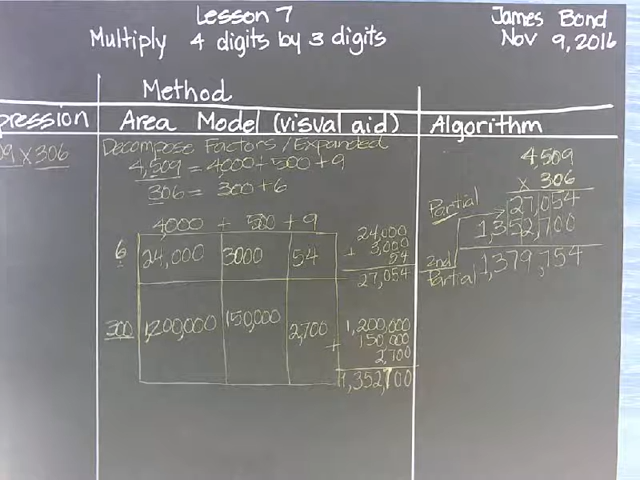 Lesson 7
Multiply 4 digits by 3 digits
James Bond
Nov 9, 2016
Method
pression
Area Model (visual aid)
Algorithm
09 x 306
Decompose Factors / Expanded
4,509 = 4000 + 500 + 9
306 = 300 + 6
4000 + 500 + 9
6
24,000
3000
54
24,000
+ 3,000
54
27,054
300
1,200,000
150,000
2,700
1,200,000
150,000
+ 2,700
1,352,700
4,509
x 306
Partial
27,054
1,352,700
2nd
Partial
1,379,754